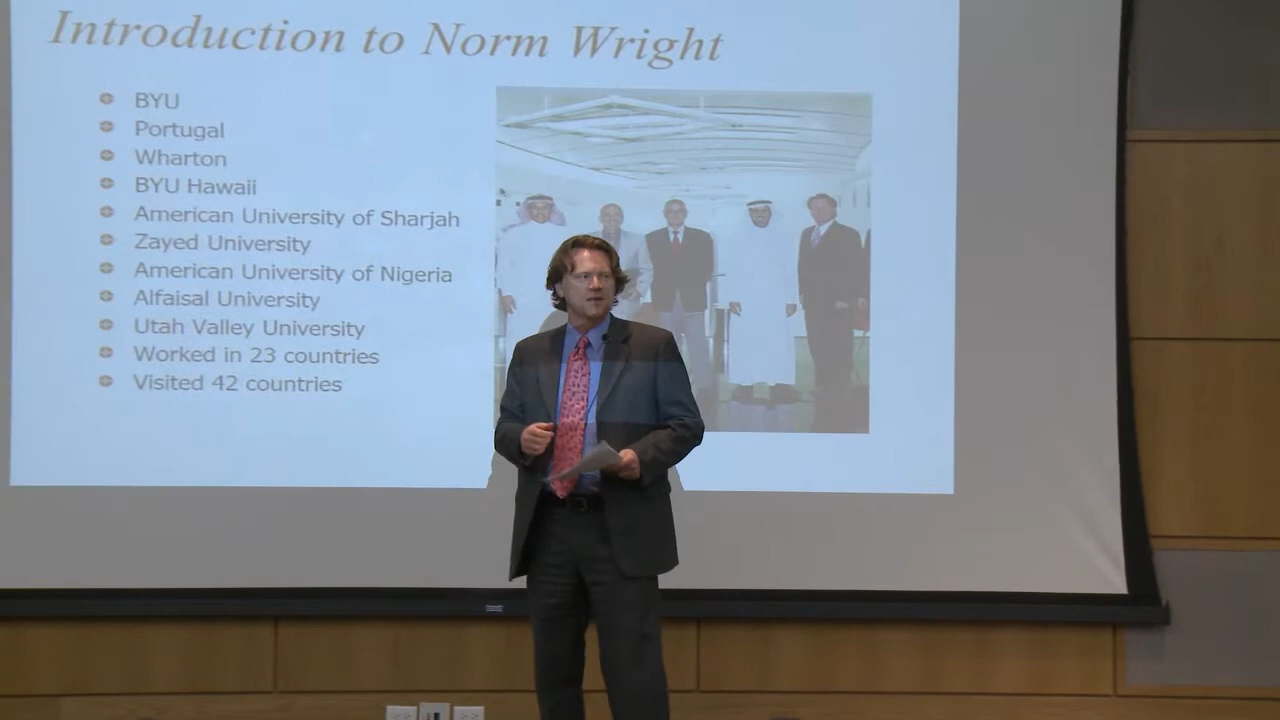 Introduction to Norm Wright
BYU
Portugal
Wharton
BYU Hawaii
American University of Sharjah
Zayed University
American University of Nigeria
Alfaisal University
Utah Valley University
Worked in 23 countries
Visited 42 countries